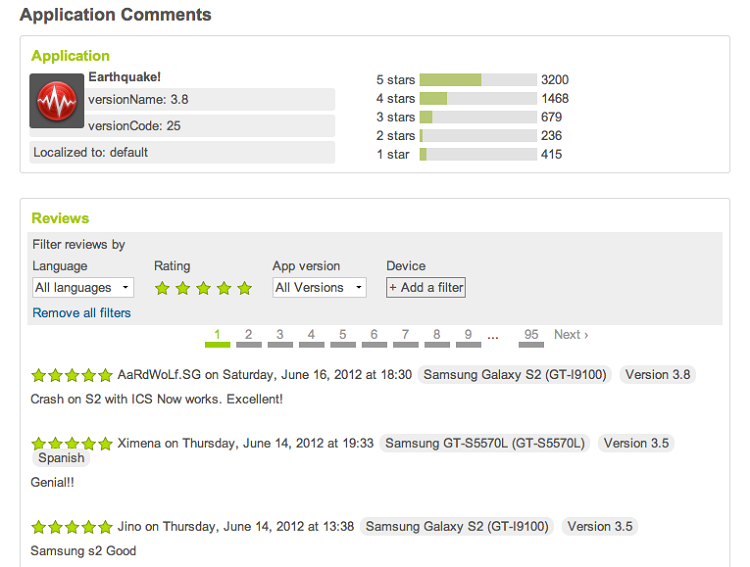 Application Comments
Application
Earthquake!
versionName: 3.8
versionCode: 25
Localized to: default
5 stars 3200
4 stars 1468
3 stars 679
2 stars 236
1 star 415
Reviews
Filter reviews by
Language Rating App version Device
All languages All Versions + Add a filter
Remove all filters
1 2 3 4 5 6 7 8 9 ... 95 Next ›
AaRdWoLf.SG on Saturday, June 16, 2012 at 18:30 Samsung Galaxy S2 (GT-I9100) Version 3.8
Crash on S2 with ICS Now works. Excellent!
Ximena on Thursday, June 14, 2012 at 19:33 Samsung GT-S5570L (GT-S5570L) Version 3.5
Spanish
Genial!!
Jino on Thursday, June 14, 2012 at 13:38 Samsung Galaxy S2 (GT-I9100) Version 3.5
Samsung s2 Good